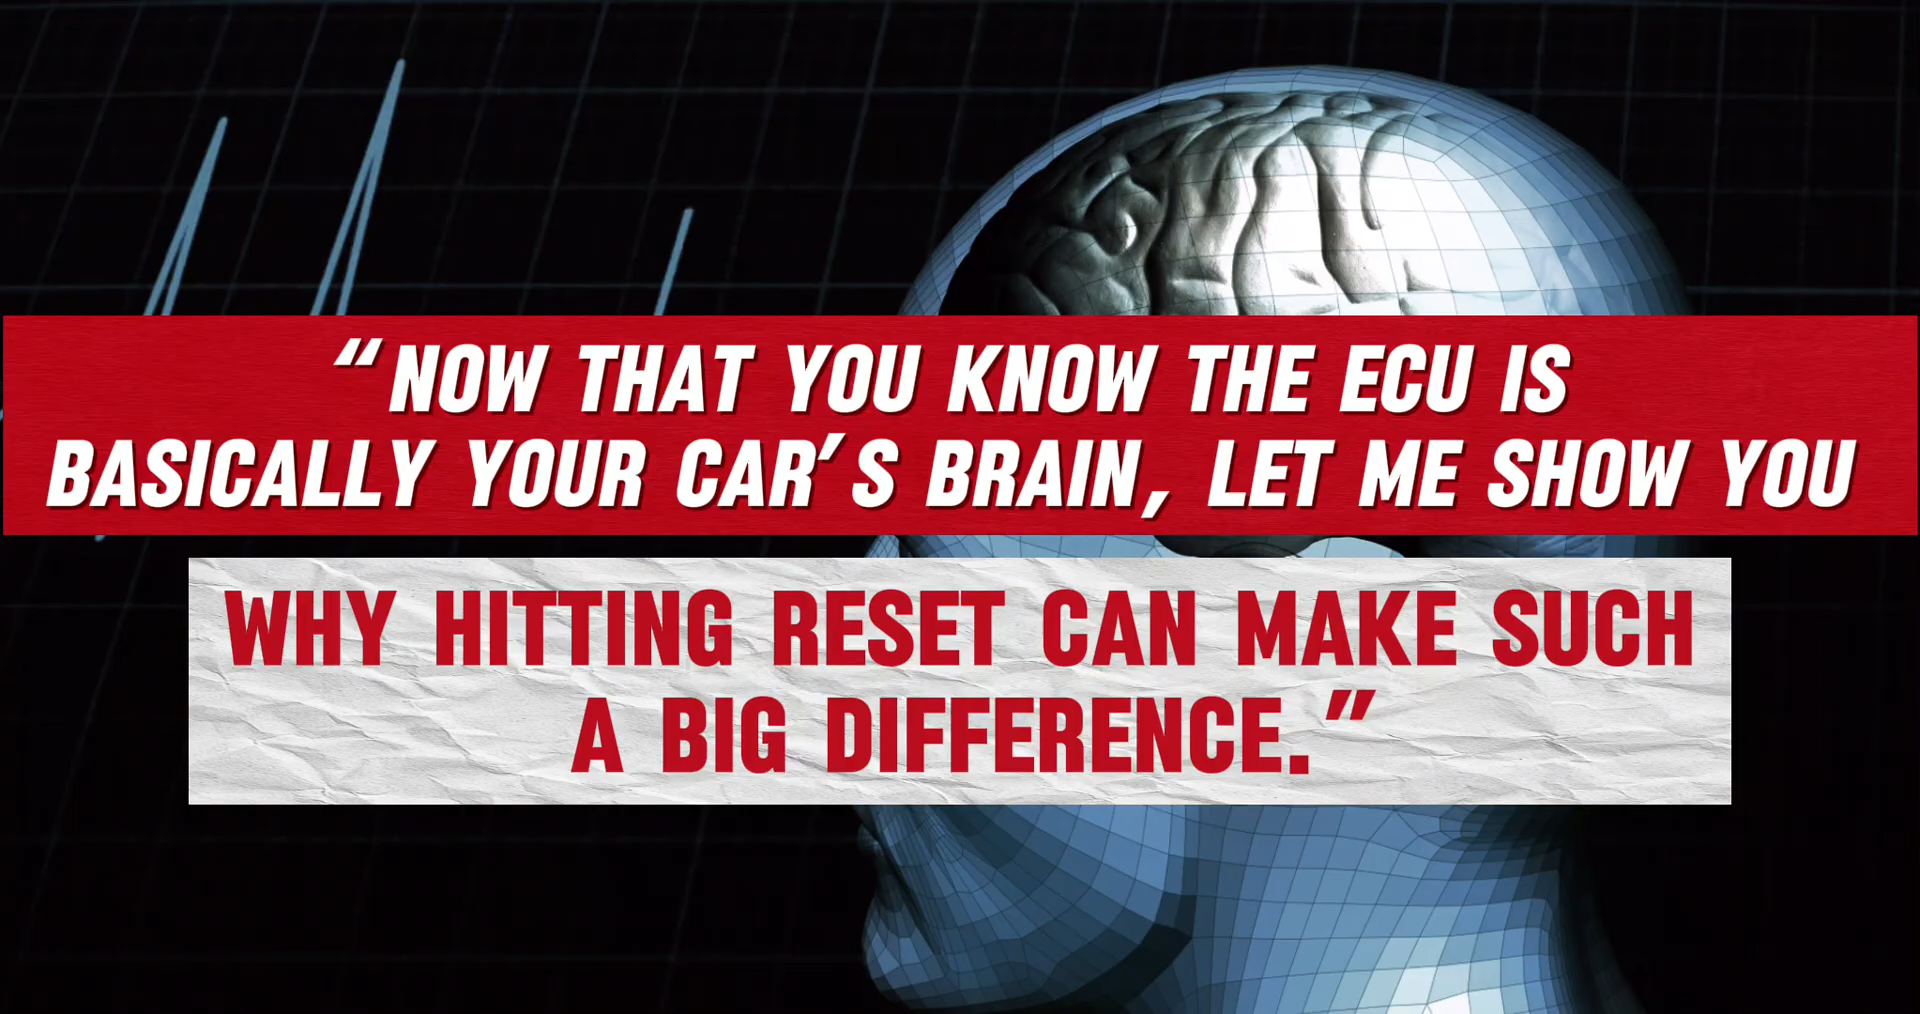 “NOW THAT YOU KNOW THE ECU IS
BASICALLY YOUR CAR’S BRAIN, LET ME SHOW YOU
WHY HITTING RESET CAN MAKE SUCH
A BIG DIFFERENCE.”